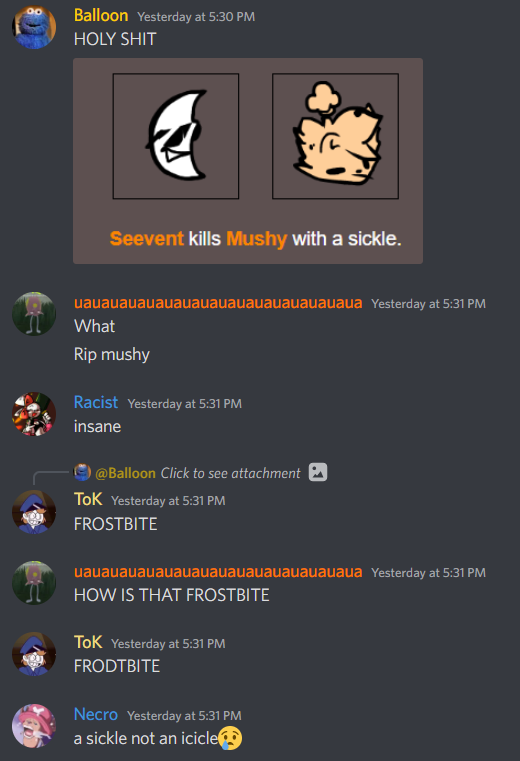 Balloon Yesterday at 5:30 PM
HOLY SHIT
Seevent kills Mushy with a sickle.
uauauauauauauauauauauauauauauaua Yesterday at 5:31 PM
What
Rip mushy
Racist Yesterday at 5:31 PM
insane
@Balloon Click to see attachment
ToK Yesterday at 5:31 PM
FROSTBITE
uauauauauauauauauauauauauauauaua Yesterday at 5:31 PM
HOW IS THAT FROSTBITE
ToK Yesterday at 5:31 PM
FRODTBITE
Necro Yesterday at 5:31 PM
a sickle not an icicle😢